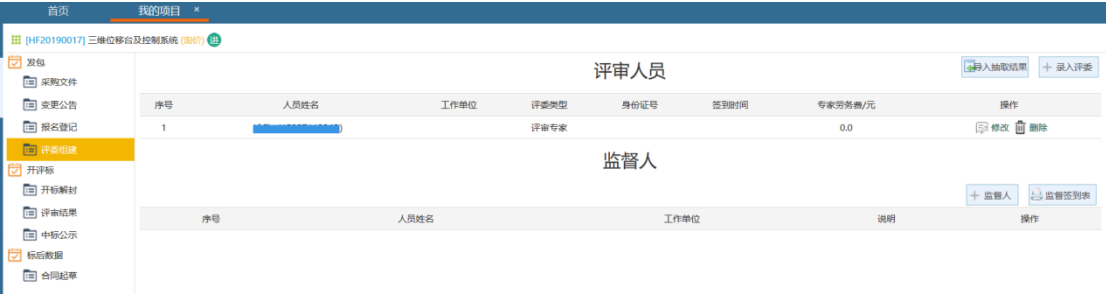 首页 我的项目 ×
[HF20190017] 三维位移台及控制系统 (询价) 进
发包
采购文件
变更公告
报名登记
评委组建
开评标
开标解封
评审结果
中标公示
标后数据
合同起草
评审人员
导入抽取结果 + 录入评委
序号 人员姓名 工作单位 评委类型 身份证号 签到时间 专家劳务费/元 操作
1 评审专家 0.0 修改 删除
监督人
+ 监督人 监督签到表
序号 人员姓名 工作单位 说明 操作